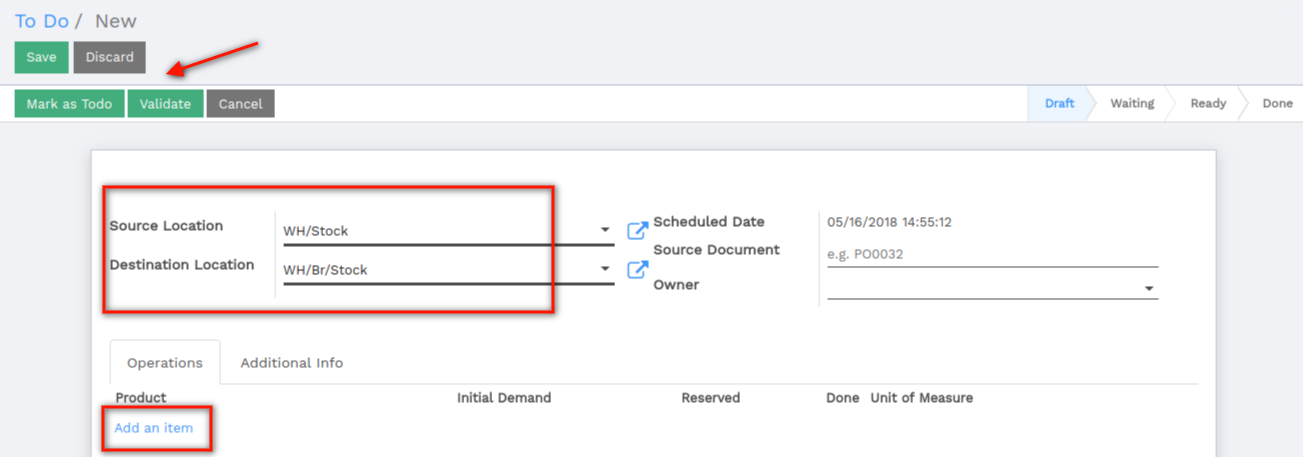 To Do / New
Save Discard
Mark as Todo Validate Cancel Draft Waiting Ready Done
Source Location WH/Stock Scheduled Date 05/16/2018 14:55:12
Source Document e.g. PO0032
Destination Location WH/Br/Stock
Owner
Operations Additional Info
Product Initial Demand Reserved Done Unit of Measure
Add an item